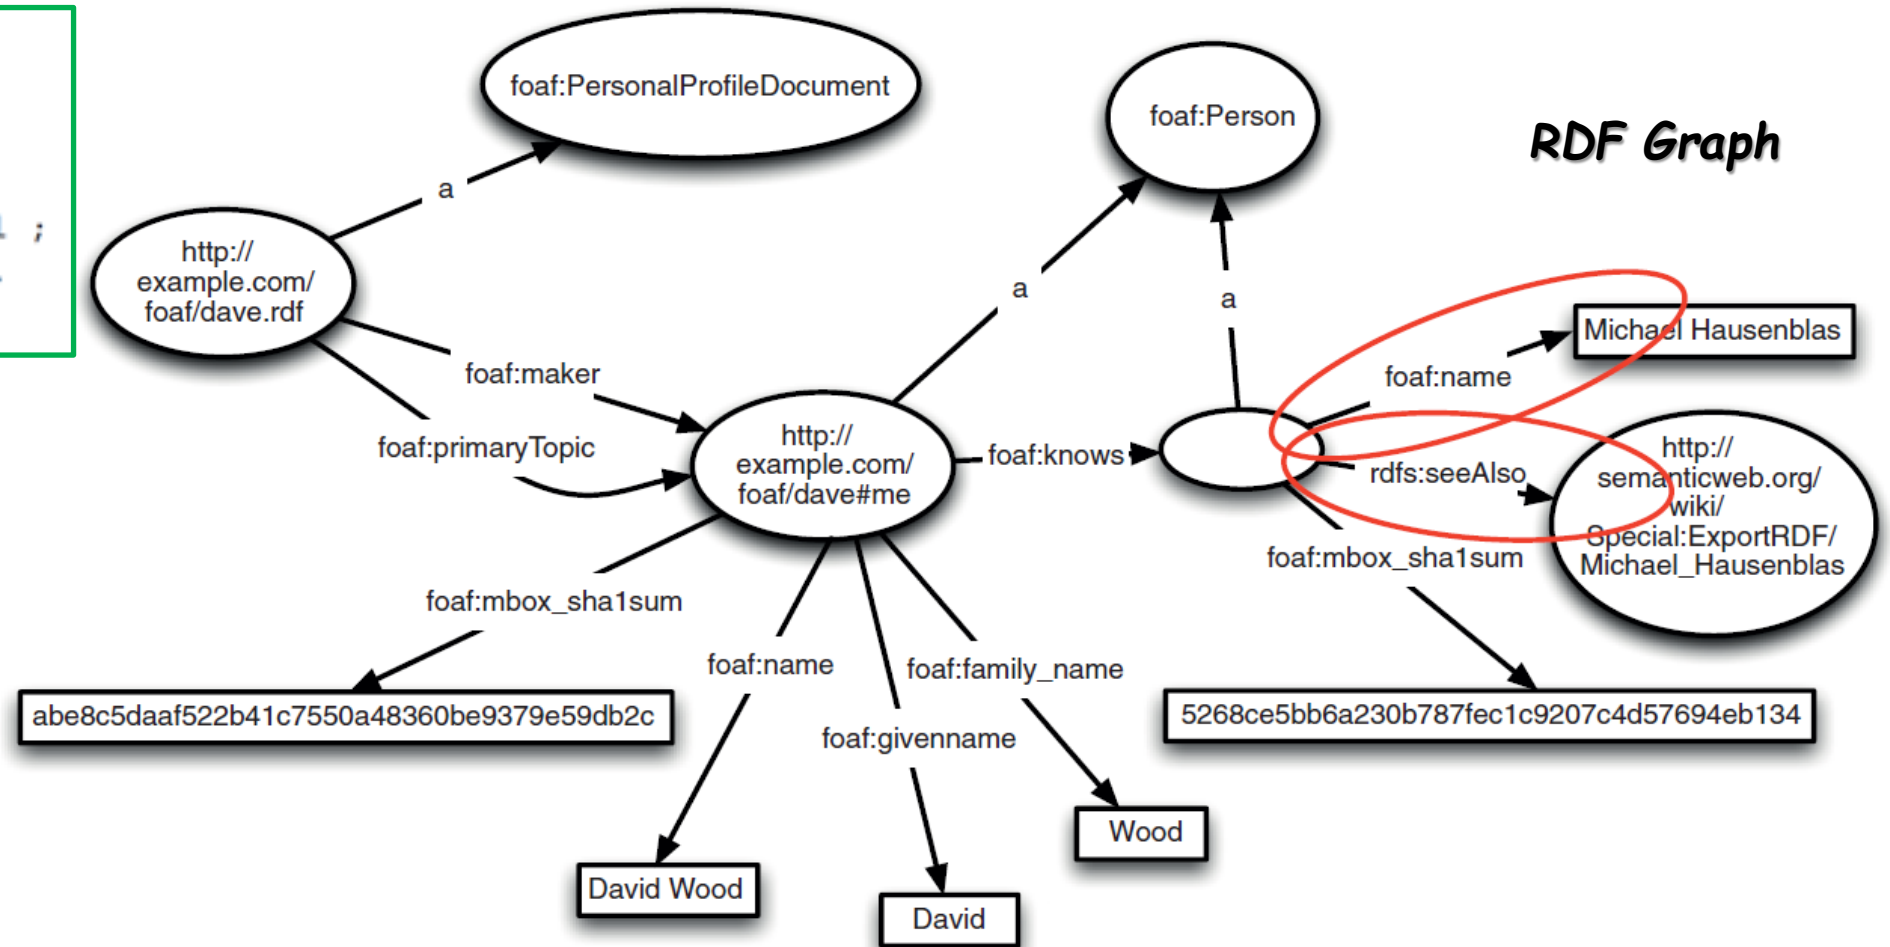 ;
foaf:PersonalProfileDocument
foaf:Person
RDF Graph
a
http://
example.com/
foaf/dave.rdf
a
a
foaf:maker
foaf:primaryTopic
http://
example.com/
foaf/dave#me
foaf:knows
foaf:name
Michael Hausenblas
rdfs:seeAlso
http://
semanticweb.org/
wiki/
Special:ExportRDF/
Michael_Hausenblas
foaf:mbox_sha1sum
foaf:mbox_sha1sum
foaf:name
foaf:family_name
foaf:givenname
abe8c5daaf522b41c7550a48360be9379e59db2c
5268ce5bb6a230b787fec1c9207c4d57694eb134
David Wood
David
Wood